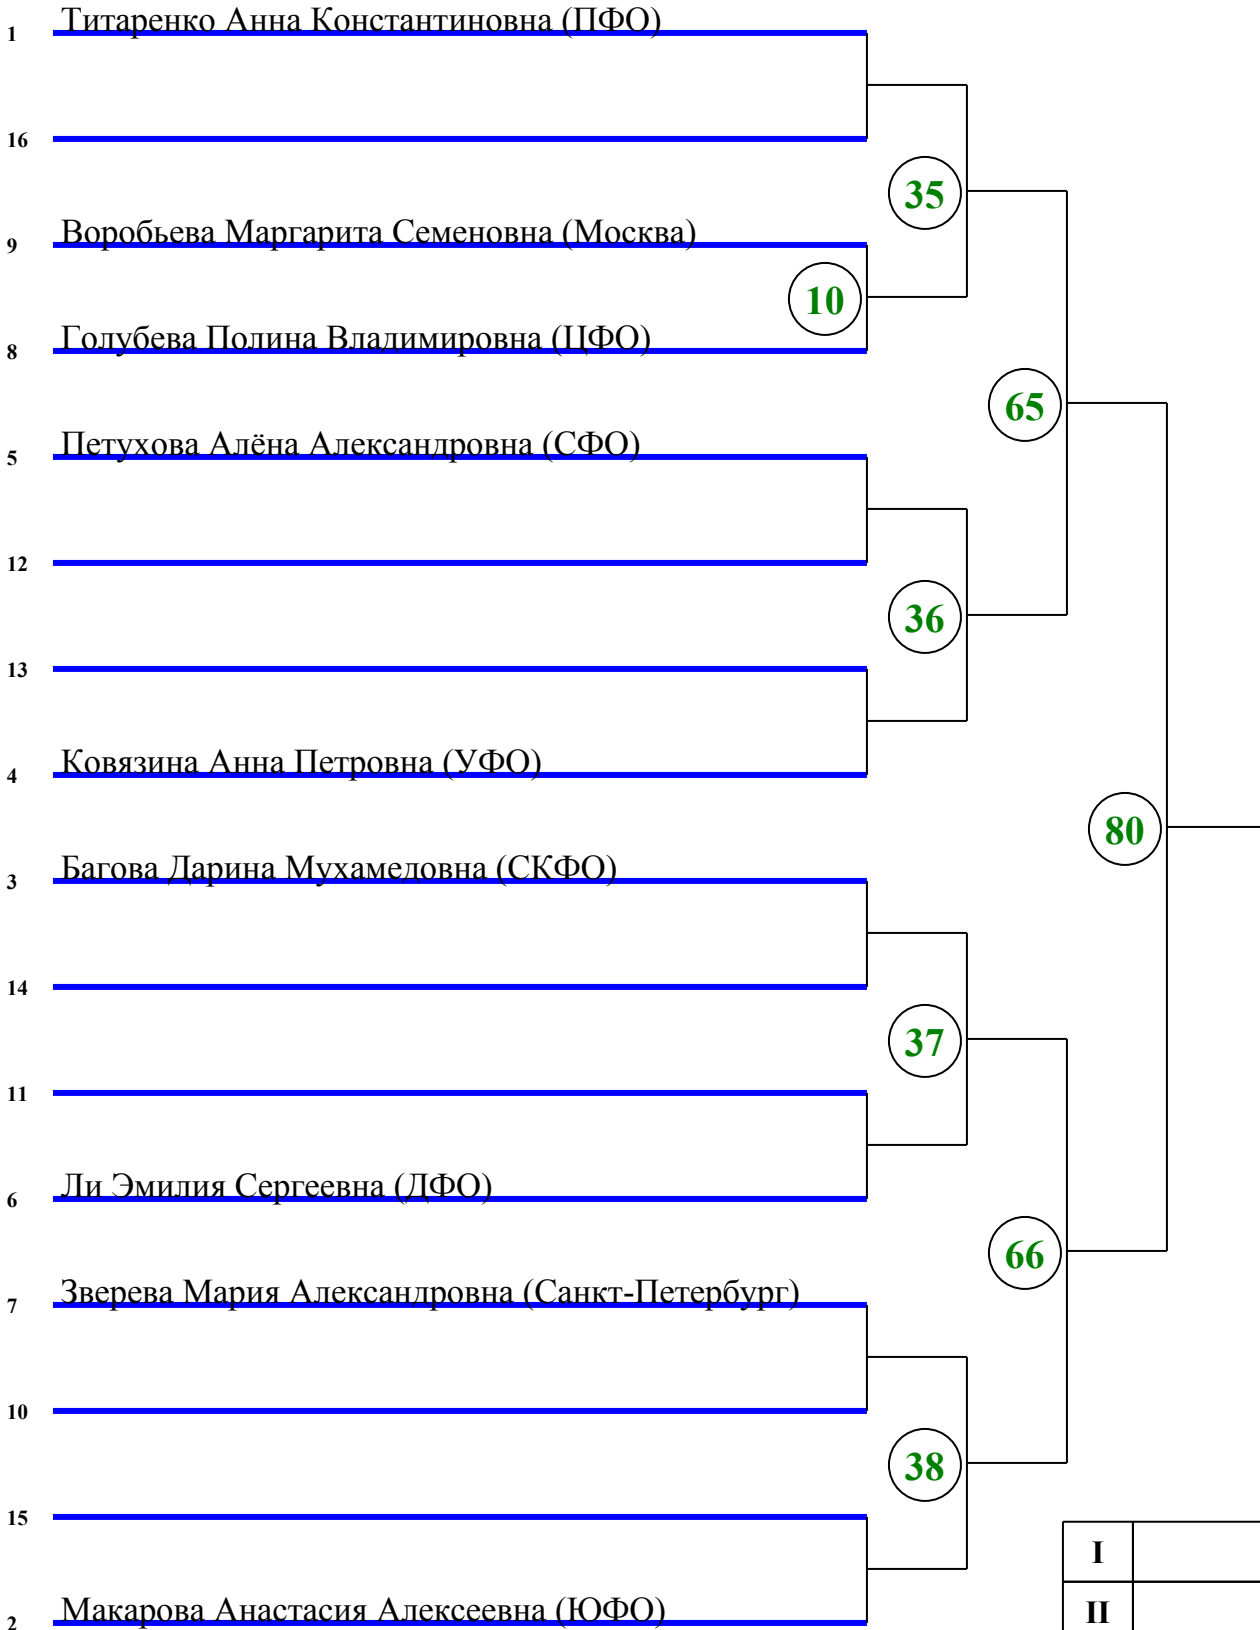 1 Титаренко Анна Константиновна (ПФО)
16
35
9 Воробьева Маргарита Семеновна (Москва)
10
8 Голубева Полина Владимировна (ЦФО)
65
5 Петухова Алёна Александровна (СФО)
12
36
13
4 Ковязина Анна Петровна (УФО)
80
3 Багова Дарина Мухамедовна (СКФО)
14
37
11
6 Ли Эмилия Сергеевна (ДФО)
66
7 Зверева Мария Александровна (Санкт-Петербург)
10
38
15
I
2 Макарова Анастасия Алексеевна (ЮФО)
II